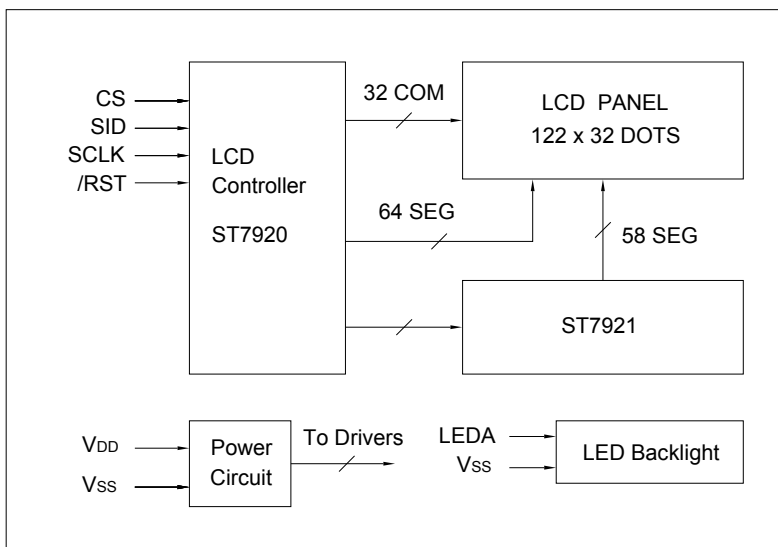 CS
SID
SCLK
/RST
LCD
Controller
ST7920
32 COM
64 SEG
LCD PANEL
122 x 32 DOTS
58 SEG
ST7921
VDD
VSS
Power
Circuit
To Drivers
LEDA
VSS
LED Backlight